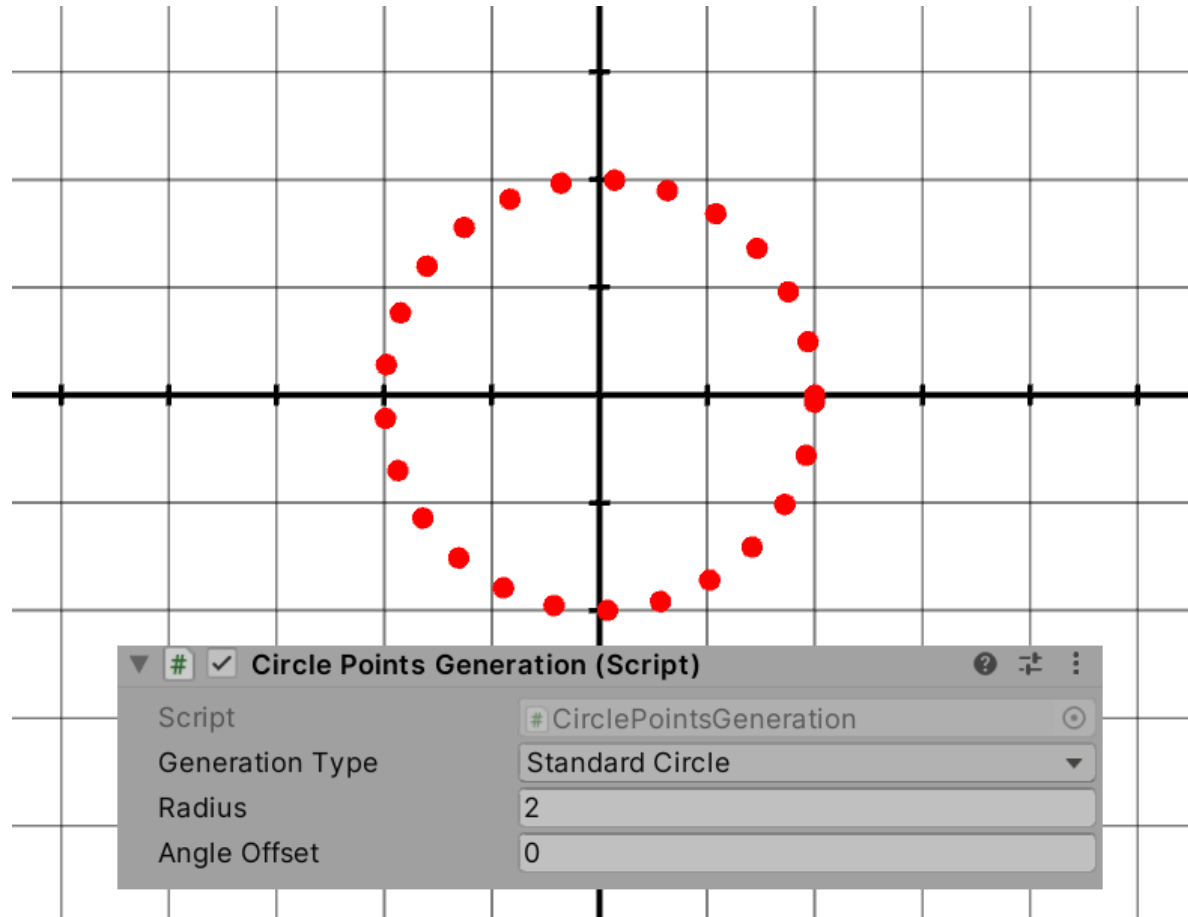 # Circle Points Generation (Script)
Script # CirclePointsGeneration
Generation Type Standard Circle
Radius 2
Angle Offset 0